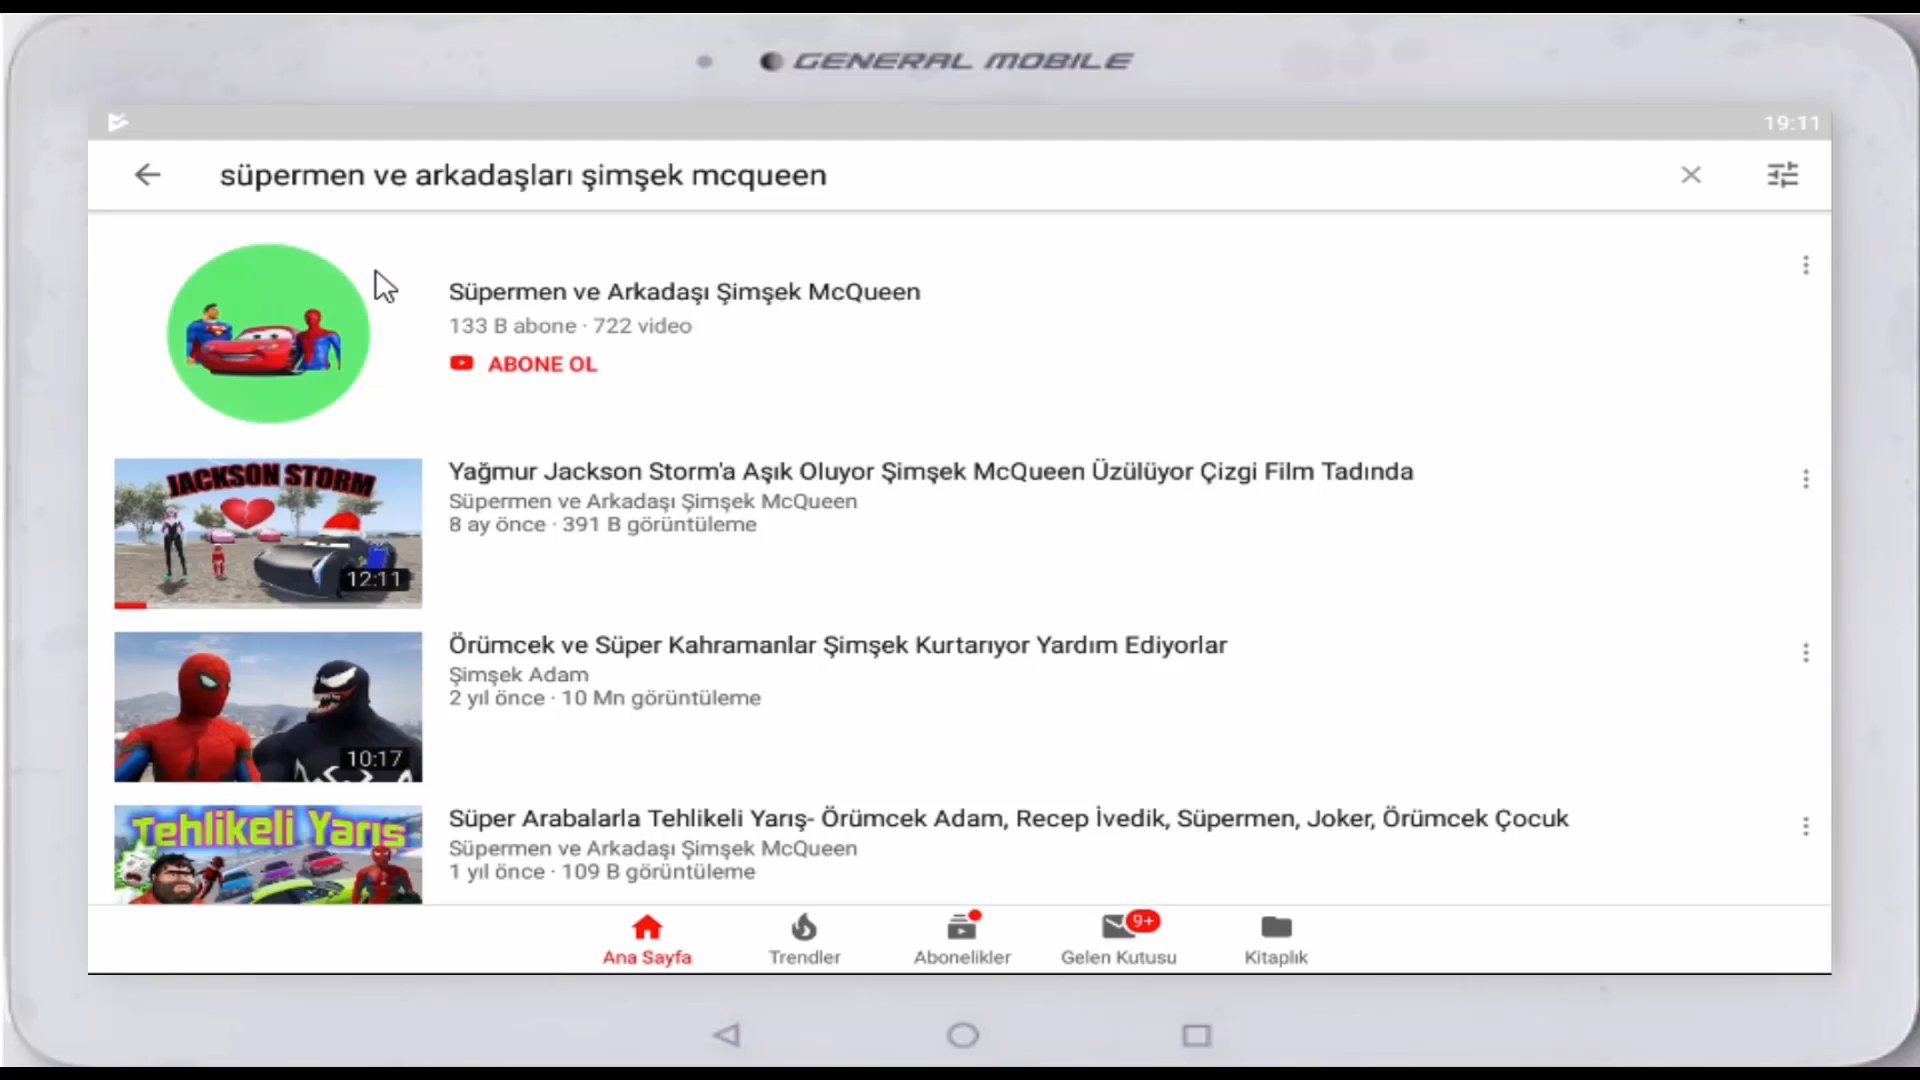 GENERAL MOBILE
19:11
süpermen ve arkadaşları şimşek mcqueen
Süpermen ve Arkadaşı Şimşek McQueen
133 B abone · 722 video
ABONE OL
JACKSON STORM
12:11
Yağmur Jackson Storm'a Aşık Oluyor Şimşek McQueen Üzülüyor Çizgi Film Tadında
Süpermen ve Arkadaşı Şimşek McQueen
8 ay önce · 391 B görüntüleme
10:17
Örümcek ve Süper Kahramanlar Şimşek Kurtarıyor Yardım Ediyorlar
Şimşek Adam
2 yıl önce · 10 Mn görüntüleme
Tehlikeli Yarış
Süper Arabalarla Tehlikeli Yarış- Örümcek Adam, Recep İvedik, Süpermen, Joker, Örümcek Çocuk
Süpermen ve Arkadaşı Şimşek McQueen
1 yıl önce · 109 B görüntüleme
9+
Ana Sayfa Trendler Abonelikler Gelen Kutusu Kitaplık